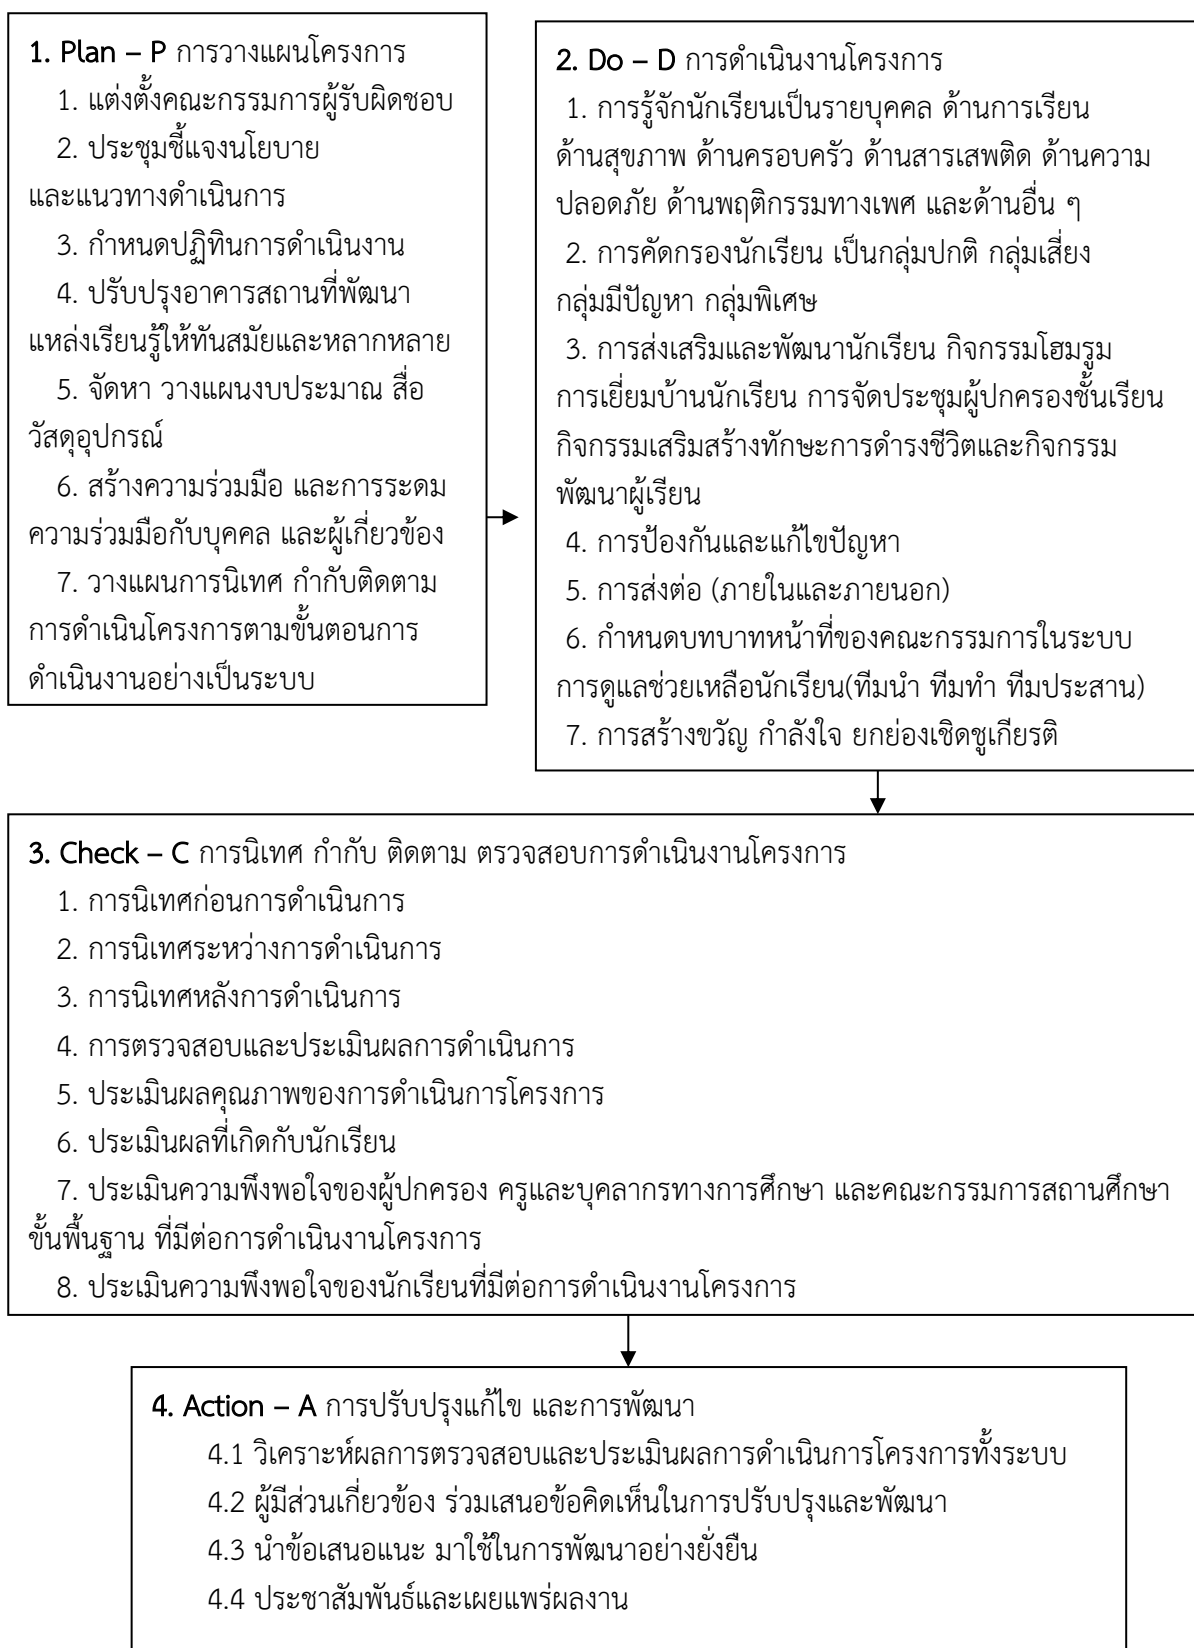 1. Plan – P การวางแผนโครงการ
1. แต่งตั้งคณะกรรมการผู้รับผิดชอบ
2. ประชุมชี้แจงนโยบาย
และแนวทางดำเนินการ
3. กำหนดปฏิทินการดำเนินงาน
4. ปรับปรุงอาคารสถานที่พัฒนา
แหล่งเรียนรู้ให้ทันสมัยและหลากหลาย
5. จัดหา วางแผนงบประมาณ สื่อ
วัสดุอุปกรณ์
6. สร้างความร่วมมือ และการระดม
ความร่วมมือกับบุคคล และผู้เกี่ยวข้อง
7. วางแผนการนิเทศ กำกับติดตาม
การดำเนินโครงการตามขั้นตอนการ
ดำเนินงานอย่างเป็นระบบ
2. Do – D การดำเนินงานโครงการ
1. การรู้จักนักเรียนเป็นรายบุคคล ด้านการเรียน
ด้านสุขภาพ ด้านครอบครัว ด้านสารเสพติด ด้านความ
ปลอดภัย ด้านพฤติกรรมทางเพศ และด้านอื่น ๆ
2. การคัดกรองนักเรียน เป็นกลุ่มปกติ กลุ่มเสี่ยง
กลุ่มมีปัญหา กลุ่มพิเศษ
3. การส่งเสริมและพัฒนานักเรียน กิจกรรมโฮมรูม
การเยี่ยมบ้านนักเรียน การจัดประชุมผู้ปกครองชั้นเรียน
กิจกรรมเสริมสร้างทักษะการดำรงชีวิตและกิจกรรม
พัฒนาผู้เรียน
4. การป้องกันและแก้ไขปัญหา
5. การส่งต่อ (ภายในและภายนอก)
6. กำหนดบทบาทหน้าที่ของคณะกรรมการในระบบ
การดูแลช่วยเหลือนักเรียน(ทีมนำ ทีมทำ ทีมประสาน)
7. การสร้างขวัญ กำลังใจ ยกย่องเชิดชูเกียรติ
3. Check – C การนิเทศ กำกับ ติดตาม ตรวจสอบการดำเนินงานโครงการ
1. การนิเทศก่อนการดำเนินการ
2. การนิเทศระหว่างการดำเนินการ
3. การนิเทศหลังการดำเนินการ
4. การตรวจสอบและประเมินผลการดำเนินการ
5. ประเมินผลคุณภาพของการดำเนินการโครงการ
6. ประเมินผลที่เกิดกับนักเรียน
7. ประเมินความพึงพอใจของผู้ปกครอง ครูและบุคลากรทางการศึกษา และคณะกรรมการสถานศึกษา
ขั้นพื้นฐาน ที่มีต่อการดำเนินงานโครงการ
8. ประเมินความพึงพอใจของนักเรียนที่มีต่อการดำเนินงานโครงการ
4. Action – A การปรับปรุงแก้ไข และการพัฒนา
4.1 วิเคราะห์ผลการตรวจสอบและประเมินผลการดำเนินการโครงการทั้งระบบ
4.2 ผู้มีส่วนเกี่ยวข้อง ร่วมเสนอข้อคิดเห็นในการปรับปรุงและพัฒนา
4.3 นำข้อเสนอแนะ มาใช้ในการพัฒนาอย่างยั่งยืน
4.4 ประชาสัมพันธ์และเผยแพร่ผลงาน